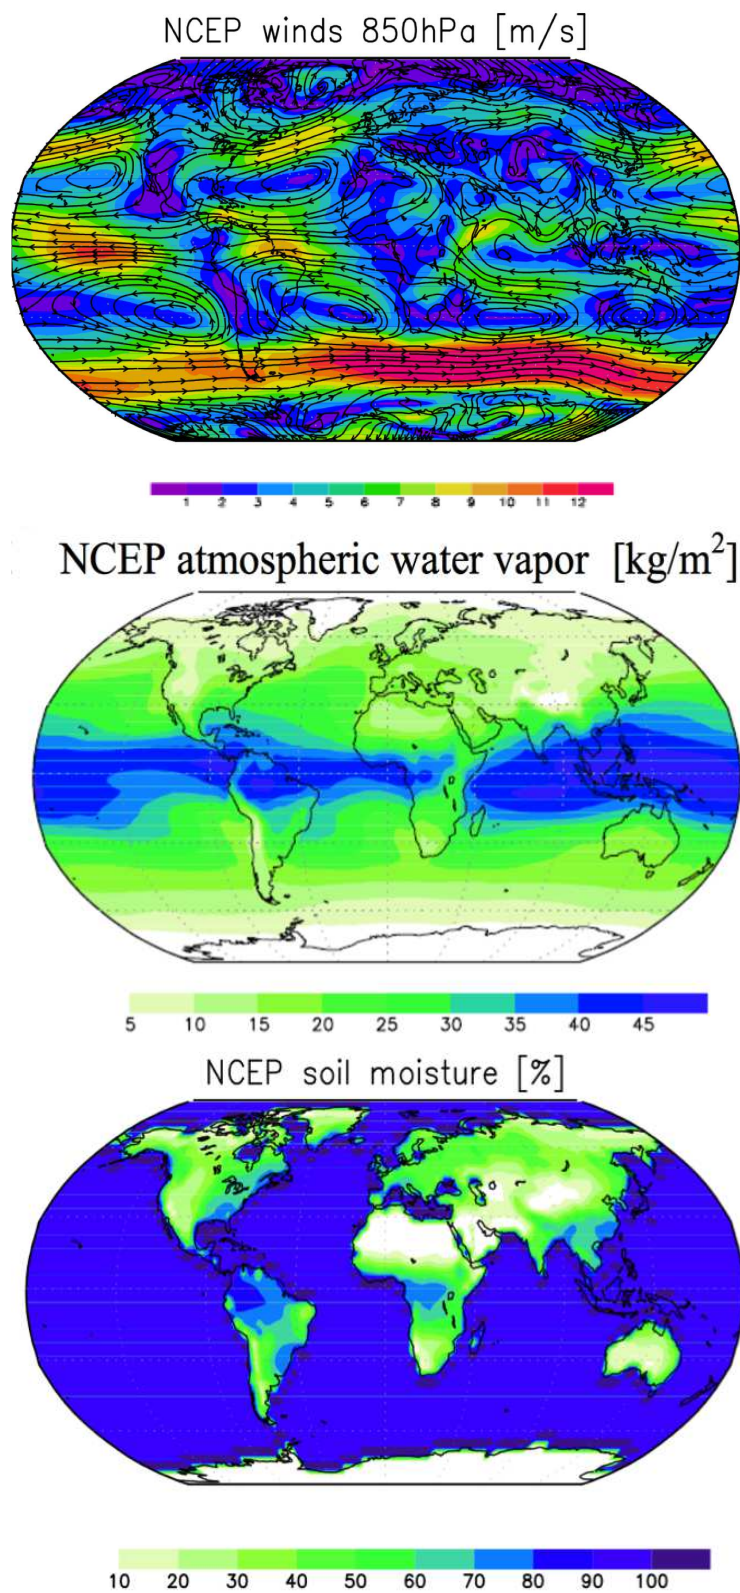 NCEP winds 850hPa [m/s]
1 2 3 4 5 6 7 8 9 10 11 12
NCEP atmospheric water vapor [kg/m²]
5 10 15 20 25 30 35 40 45
NCEP soil moisture [%]
10 20 30 40 50 60 70 80 90 100